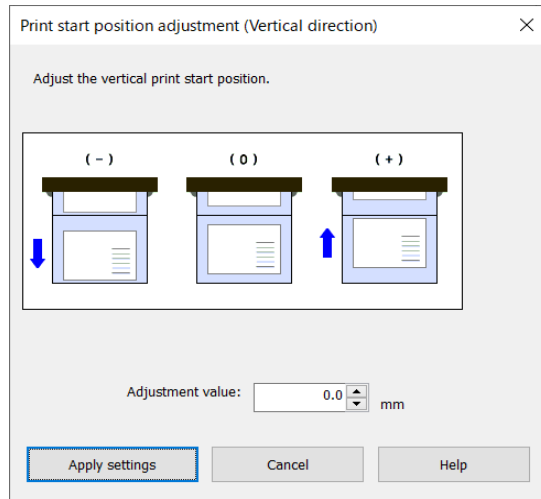 Print start position adjustment (Vertical direction)
Adjust the vertical print start position.
( - ) ( 0 ) ( + )
Adjustment value: 0.0 mm
Apply settings Cancel Help